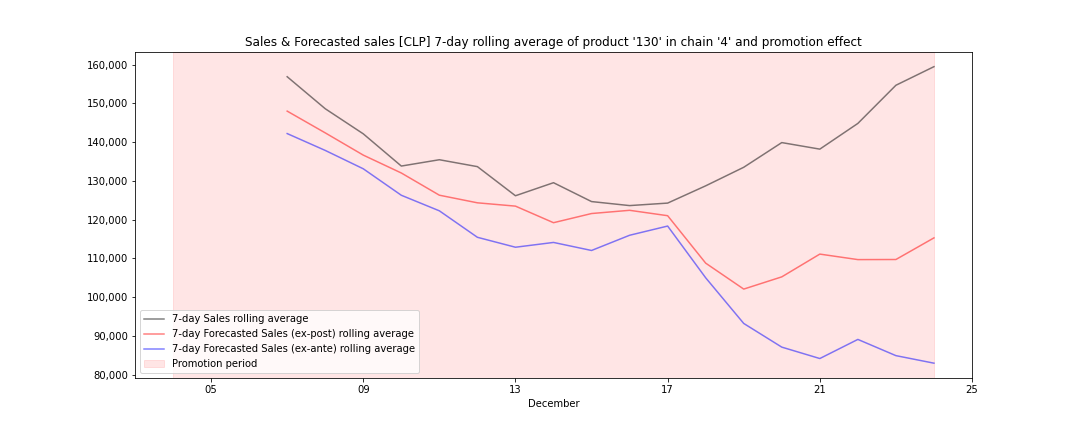 Sales & Forecasted sales [CLP] 7-day rolling average of product '130' in chain '4' and promotion effect
160,000
150,000
140,000
130,000
120,000
110,000
100,000
90,000
80,000
7-day Sales rolling average
7-day Forecasted Sales (ex-post) rolling average
7-day Forecasted Sales (ex-ante) rolling average
Promotion period
05 09 13 17 21 25
December